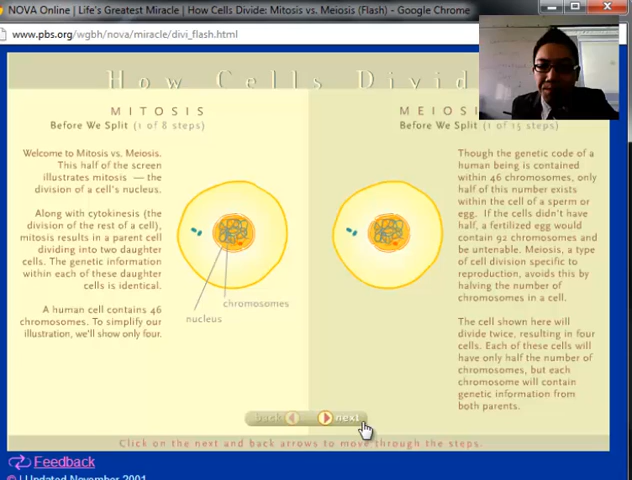 NOVA Online | Life's Greatest Miracle | How Cells Divide: Mitosis vs. Meiosis (Flash) - Google Chrome
www.pbs.org/wgbh/nova/miracle/divi_flash.html
How Cells Divid
MITOSIS
Before We Split (1 of 8 steps)
Welcome to Mitosis vs. Meiosis.
This half of the screen
illustrates mitosis — the
division of a cell's nucleus.
Along with cytokinesis (the
division of the rest of a cell),
mitosis results in a parent cell
dividing into two daughter
cells. The genetic information
within each of these daughter
cells is identical.
A human cell contains 46
chromosomes. To simplify our
illustration, we'll show only four.
chromosomes
nucleus
MEIOSI
Before We Split (1 of 15 steps)
Though the genetic code of a
human being is contained
within 46 chromosomes, only
half of this number exists
within the cell of a sperm or
egg. If the cells didn't have
half, a fertilized egg would
contain 92 chromosomes and
be untenable. Meiosis, a type
of cell division specific to
reproduction, avoids this by
halving the number of
chromosomes in a cell.
The cell shown here will
divide twice, resulting in four
cells. Each of these cells will
have only half the number of
chromosomes, but each
chromosome will contain
genetic information from
both parents.
back next
Click on the next and back arrows to move through the steps.
Feedback
© | Updated November 2001